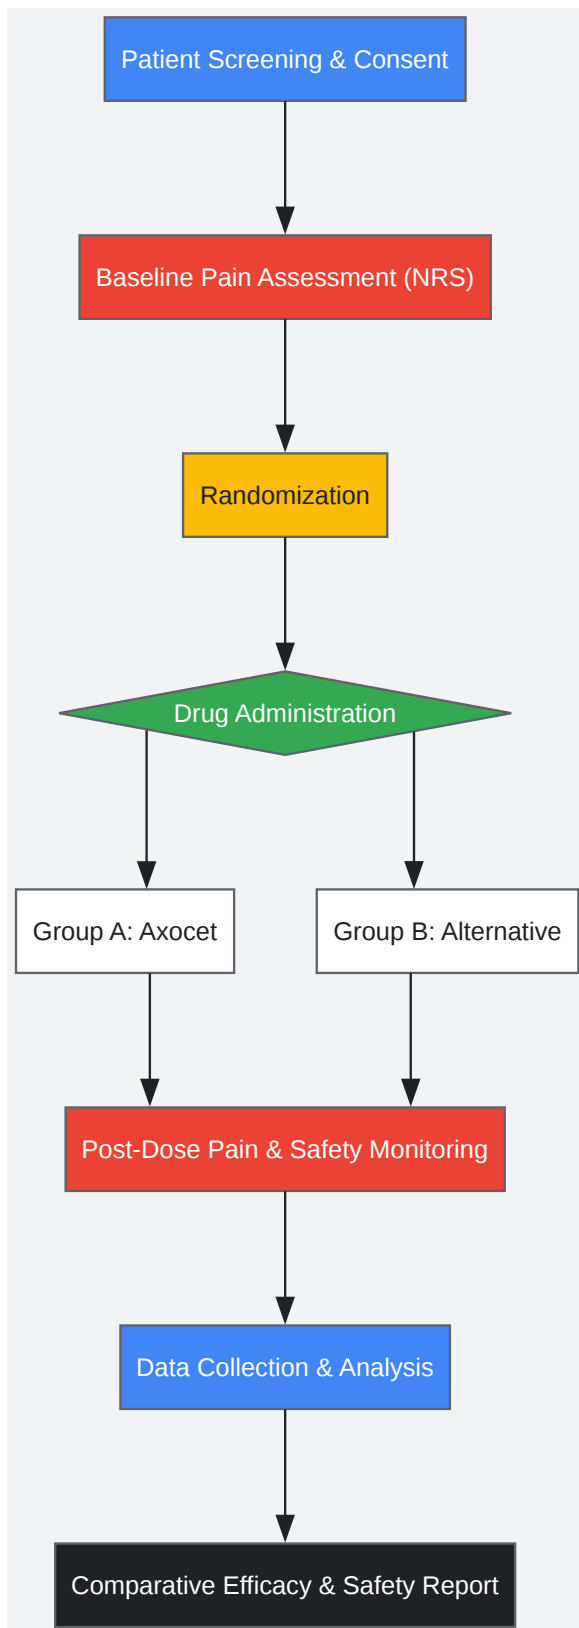 Patient Screening & Consent
Baseline Pain Assessment (NRS)
Randomization
Drug Administration
Group A: Axocet
Group B: Alternative
Post-Dose Pain & Safety Monitoring
Data Collection & Analysis
Comparative Efficacy & Safety Report